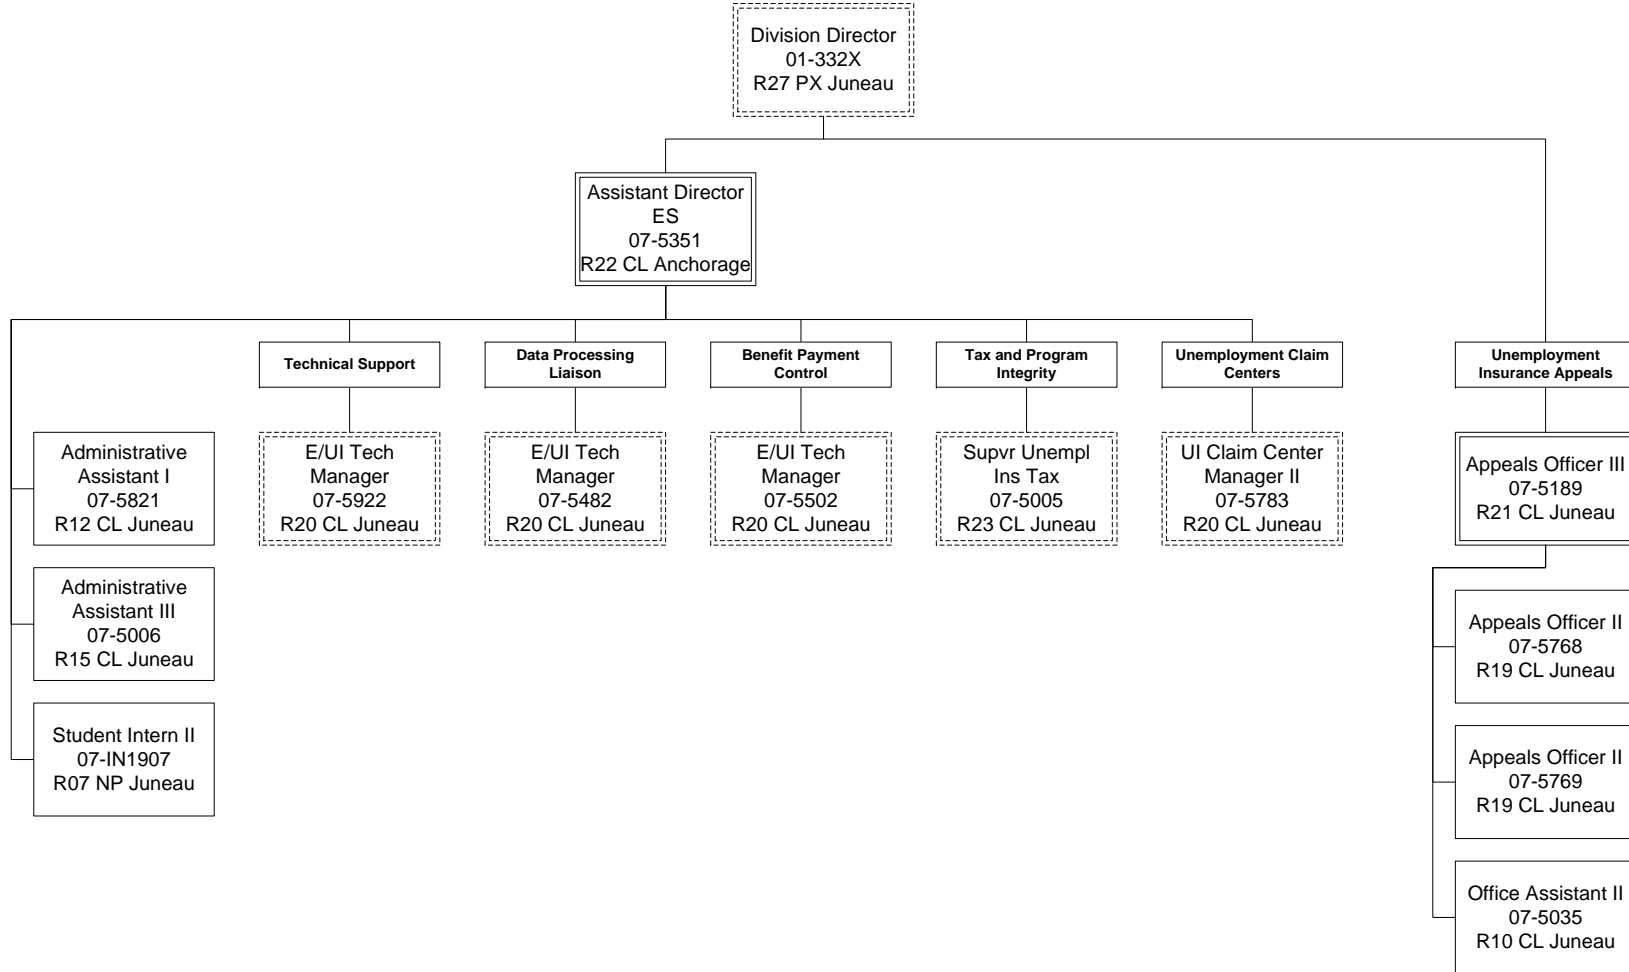 Division Director
01-332X
R27 PX Juneau
Assistant Director
ES
07-5351
R22 CL Anchorage
Technical Support
Data Processing
Liaison
Benefit Payment
Control
Tax and Program
Integrity
Unemployment Claim
Centers
Unemployment
Insurance Appeals
Administrative
Assistant I
07-5821
R12 CL Juneau
E/UI Tech
Manager
07-5922
R20 CL Juneau
E/UI Tech
Manager
07-5482
R20 CL Juneau
E/UI Tech
Manager
07-5502
R20 CL Juneau
Supvr Unempl
Ins Tax
07-5005
R23 CL Juneau
UI Claim Center
Manager II
07-5783
R20 CL Juneau
Appeals Officer III
07-5189
R21 CL Juneau
Administrative
Assistant III
07-5006
R15 CL Juneau
Appeals Officer II
07-5768
R19 CL Juneau
Student Intern II
07-IN1907
R07 NP Juneau
Appeals Officer II
07-5769
R19 CL Juneau
Office Assistant II
07-5035
R10 CL Juneau